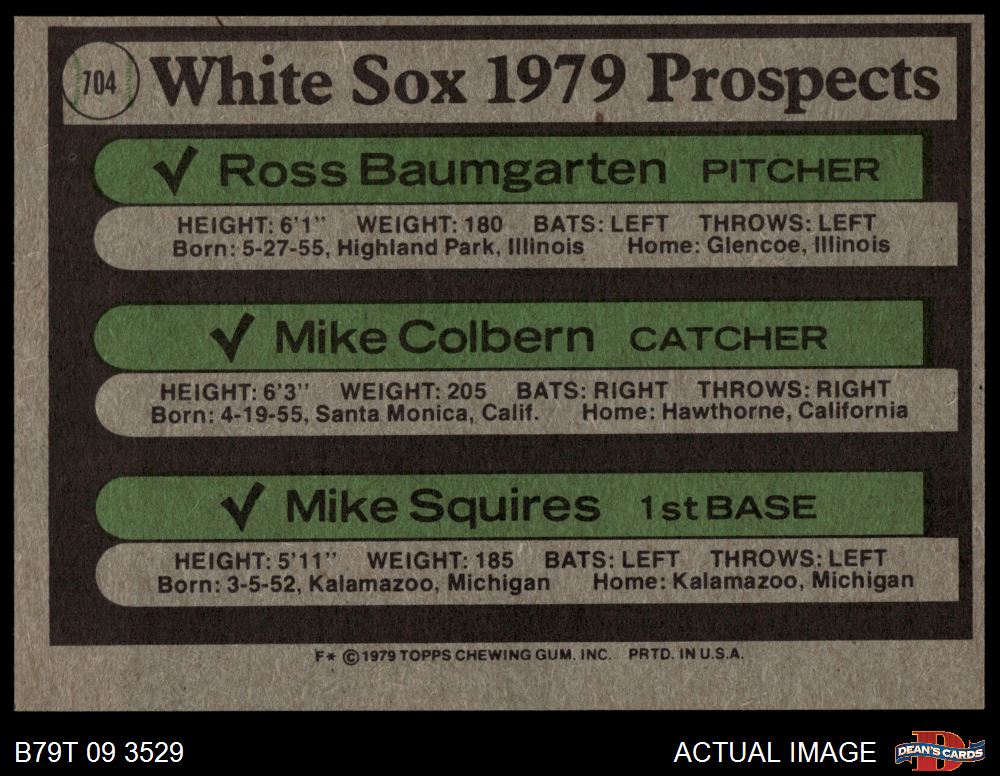 704 White Sox 1979 Prospects
✓ Ross Baumgarten PITCHER
HEIGHT: 6'1" WEIGHT: 180 BATS: LEFT THROWS: LEFT
Born: 5-27-55, Highland Park, Illinois Home: Glencoe, Illinois
✓ Mike Colbern CATCHER
HEIGHT: 6'3" WEIGHT: 205 BATS: RIGHT THROWS: RIGHT
Born: 4-19-55, Santa Monica, Calif. Home: Hawthorne, California
✓ Mike Squires 1st BASE
HEIGHT: 5'11" WEIGHT: 185 BATS: LEFT THROWS: LEFT
Born: 3-5-52, Kalamazoo, Michigan Home: Kalamazoo, Michigan
F* © 1979 TOPPS CHEWING GUM. INC. PRTD. IN U.S.A.
B79T 09 3529 ACTUAL IMAGE D DEAN'S CARDS